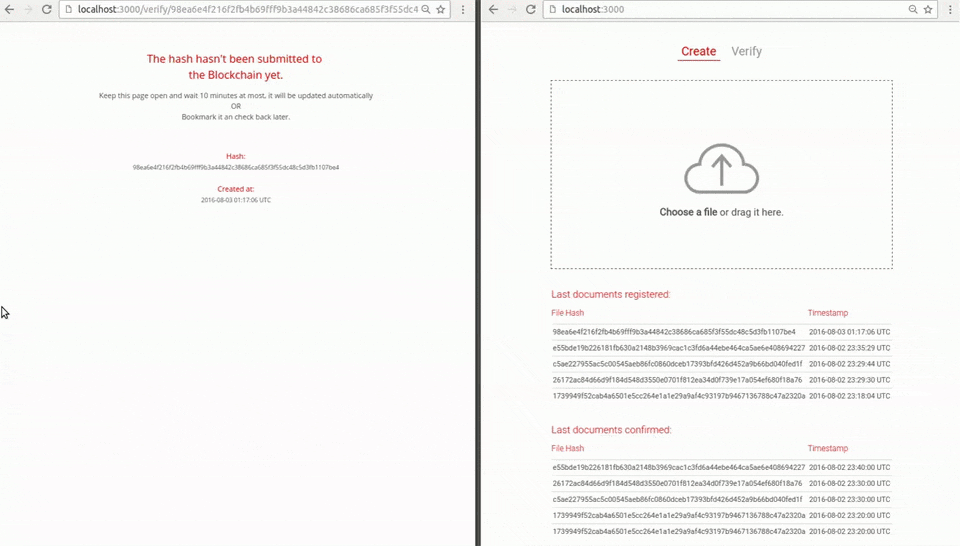 localhost:3000/verify/98ea6e4f216f2fb4b69fff9b3a44842c38686ca685f3f55dc4
The hash hasn't been submitted to
the Blockchain yet.
Keep this page open and wait 10 minutes at most, it will be updated automatically
OR
Bookmark it an check back later.
Hash:
98ea6e4f216f2fb4b69fff9b3a44842c38686ca685f3f55dc48c5d3fb1107be4
Created at:
2016-08-03 01:17:06 UTC
localhost:3000
Create Verify
Choose a file or drag it here.
Last documents registered:
File Hash Timestamp
98ea6e4f216f2fb4b69fff9b3a44842c38686ca685f3f55dc48c5d3fb1107be4 2016-08-03 01:17:06 UTC
e55bde19b226181fb630a2148b3969cac1c3fd6a44ebe464ca5ae6e408694227 2016-08-02 23:35:29 UTC
c5ae227955ac5c00545aeb86fc0860dceb17393bfd426d452a9b66bd040fed1f 2016-08-02 23:29:44 UTC
26172ac84d66d9f184d548d3550e0701f812ea34d0f739e17a054ef680f18a76 2016-08-02 23:29:30 UTC
1739949f52cab4a6501e5cc264e1a1e29a9af4c93197b9467136788c47a2320a 2016-08-02 23:18:04 UTC
Last documents confirmed:
File Hash Timestamp
e55bde19b226181fb630a2148b3969cac1c3fd6a44ebe464ca5ae6e408694227 2016-08-02 23:40:00 UTC
26172ac84d66d9f184d548d3550e0701f812ea34d0f739e17a054ef680f18a76 2016-08-02 23:30:00 UTC
c5ae227955ac5c00545aeb86fc0860dceb17393bfd426d452a9b66bd040fed1f 2016-08-02 23:30:00 UTC
1739949f52cab4a6501e5cc264e1a1e29a9af4c93197b9467136788c47a2320a 2016-08-02 23:20:00 UTC
1739949f52cab4a6501e5cc264e1a1e29a9af4c93197b9467136788c47a2320a 2016-08-02 23:20:00 UTC